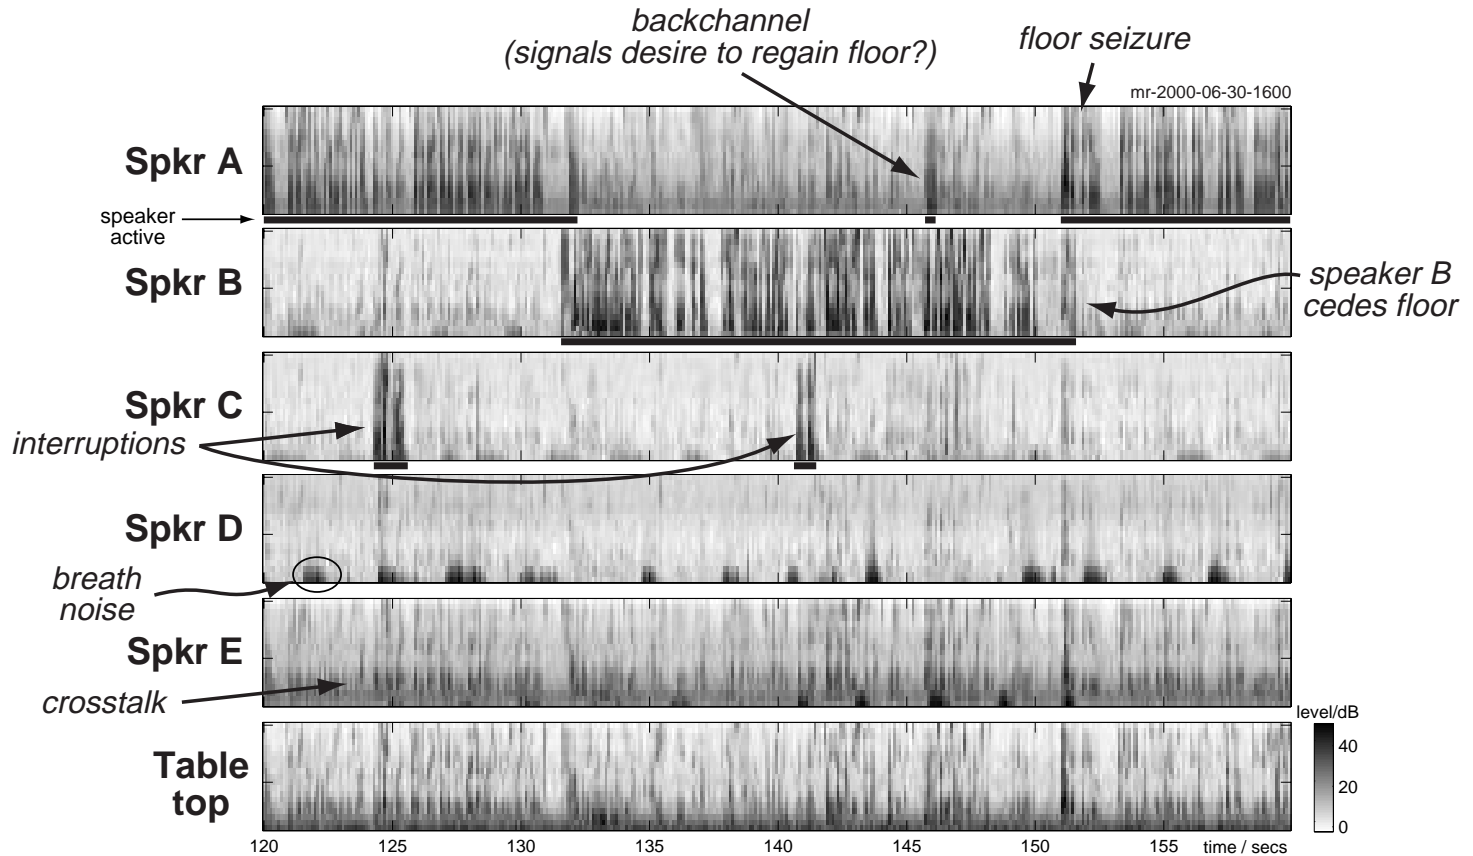 backchannel
(signals desire to regain floor?)
floor seizure
mr-2000-06-30-1600
Spkr A
speaker
active
Spkr B
speaker B
cedes floor
Spkr C
interruptions
Spkr D
breath
noise
Spkr E
crosstalk
level/dB
40
20
0
Table
top
120 125 130 135 140 145 150 155 time / secs